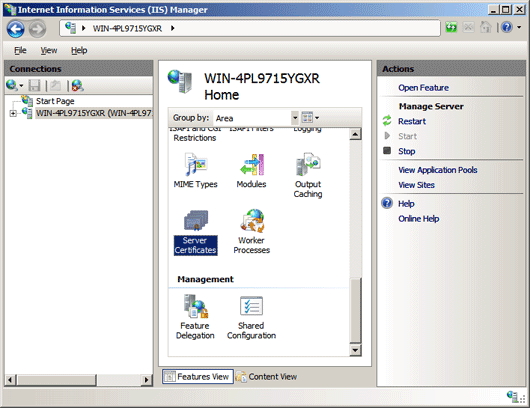 Internet Information Services (IIS) Manager
WIN-4PL9715YGXR
File View Help
Connections
Start Page
WIN-4PL9715YGXR (WIN-4PL97
WIN-4PL9715YGXR
Home
Group by: Area
ISAPI and CGI
Restrictions
ISAPI Filters
Logging
MIME Types
Modules
Output
Caching
Server
Certificates
Worker
Processes
Management
Feature
Delegation
Shared
Configuration
Features View
Content View
Actions
Open Feature
Manage Server
Restart
Start
Stop
View Application Pools
View Sites
Help
Online Help